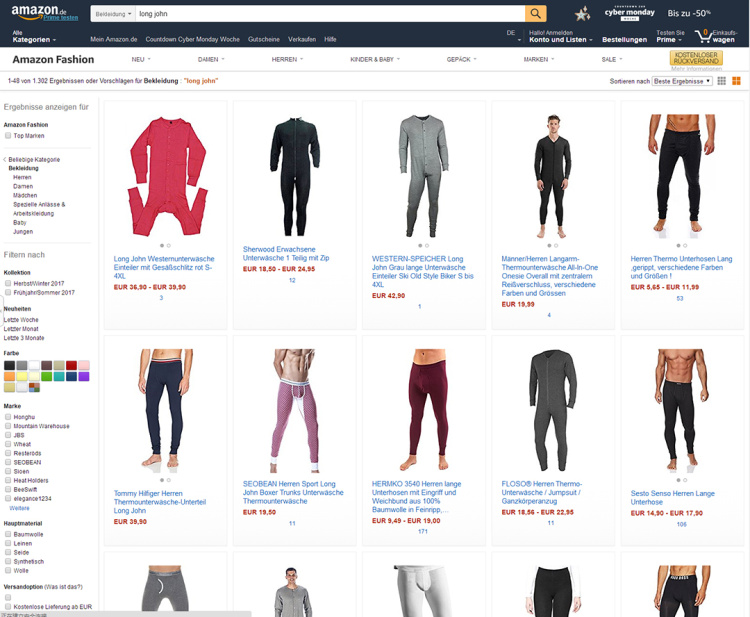 amazon.de
Prime testen
Bekleidung
long john
COUNTDOWN ZUR
cyber monday
WOCHE
Bis zu -50%
Alle
Kategorien
Mein Amazon.de
Countdown Cyber Monday Woche
Gutscheine
Verkaufen
Hilfe
DE
Hallo! Anmelden
Konto und Listen
Bestellungen
Testen Sie
Prime
0
Einkaufs-
wagen
Amazon Fashion
NEU
DAMEN
HERREN
KINDER & BABY
GEPÄCK
MARKEN
SALE
KOSTENLOSER
RÜCKVERSAND
Mehr Informationen
1-48 von 1.302 Ergebnissen oder Vorschlägen für Bekleidung : "long john"
Sortieren nach
Beste Ergebnisse
Ergebnisse anzeigen für
Amazon Fashion
Top Marken
Beliebige Kategorie
Bekleidung
Herren
Damen
Mädchen
Spezielle Anlässe &
Arbeitskleidung
Baby
Jungen
Filtern nach
Kollektion
Herbst/Winter 2017
Frühjahr/Sommer 2017
Neuheiten
Letzte Woche
Letzter Monat
Letzte 3 Monate
Farbe
Marke
Honghu
Mountain Warehouse
JBS
Wheat
Resteröds
SEOBEAN
Sioen
Heat Holders
BeeSwift
elegance1234
Weitere
Hauptmaterial
Baumwolle
Leinen
Seide
Synthetisch
Wolle
Versandoption (Was ist das?)
Kostenlose Lieferung ab EUR
Long John Westernunterwäsche
Einteiler mit Gesäßschlitz rot S-
4XL
EUR 36,90 - EUR 39,90
3
Sherwood Erwachsene
Unterwäsche 1 Teilig mit Zip
EUR 18,50 - EUR 24,95
12
WESTERN-SPEICHER Long
John Grau lange Unterwäsche
Einteiler Ski Old Style Biker S bis
4XL
EUR 42,90
1
Männer/Herren Langarm-
Thermounterwäsche All-In-One
Onesie Overall mit zentralem
Reißverschluss, verschiedene
Farben und Grössen
EUR 19,99
4
Herren Thermo Unterhosen Lang
,gerippt, verschiedene Farben
und Größen !
EUR 5,65 - EUR 11,99
53
Tommy Hilfiger Herren
Thermounterwäsche-Unterteil
Long John
EUR 39,90
SEOBEAN Herren Sport Long
John Boxer Trunks Unterwäsche
Thermounterwäsche
EUR 19,50
11
HERMKO 3540 Herren lange
Unterhosen mit Eingriff und
Weichbund aus 100%
Baumwolle in Feinripp,...
EUR 9,49 - EUR 19,00
171
FLOSO® Herren Thermo-
Unterwäsche / Jumpsuit /
Ganzkörperanzug
EUR 18,56 - EUR 22,95
11
Sesto Senso Herren Lange
Unterhose
EUR 14,90 - EUR 17,90
106